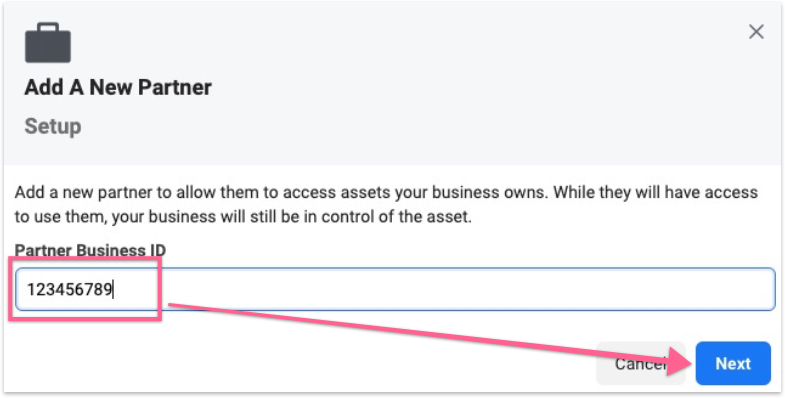 Add A New Partner
Setup
Add a new partner to allow them to access assets your business owns. While they will have access
to use them, your business will still be in control of the asset.
Partner Business ID
123456789
Cancel
Next